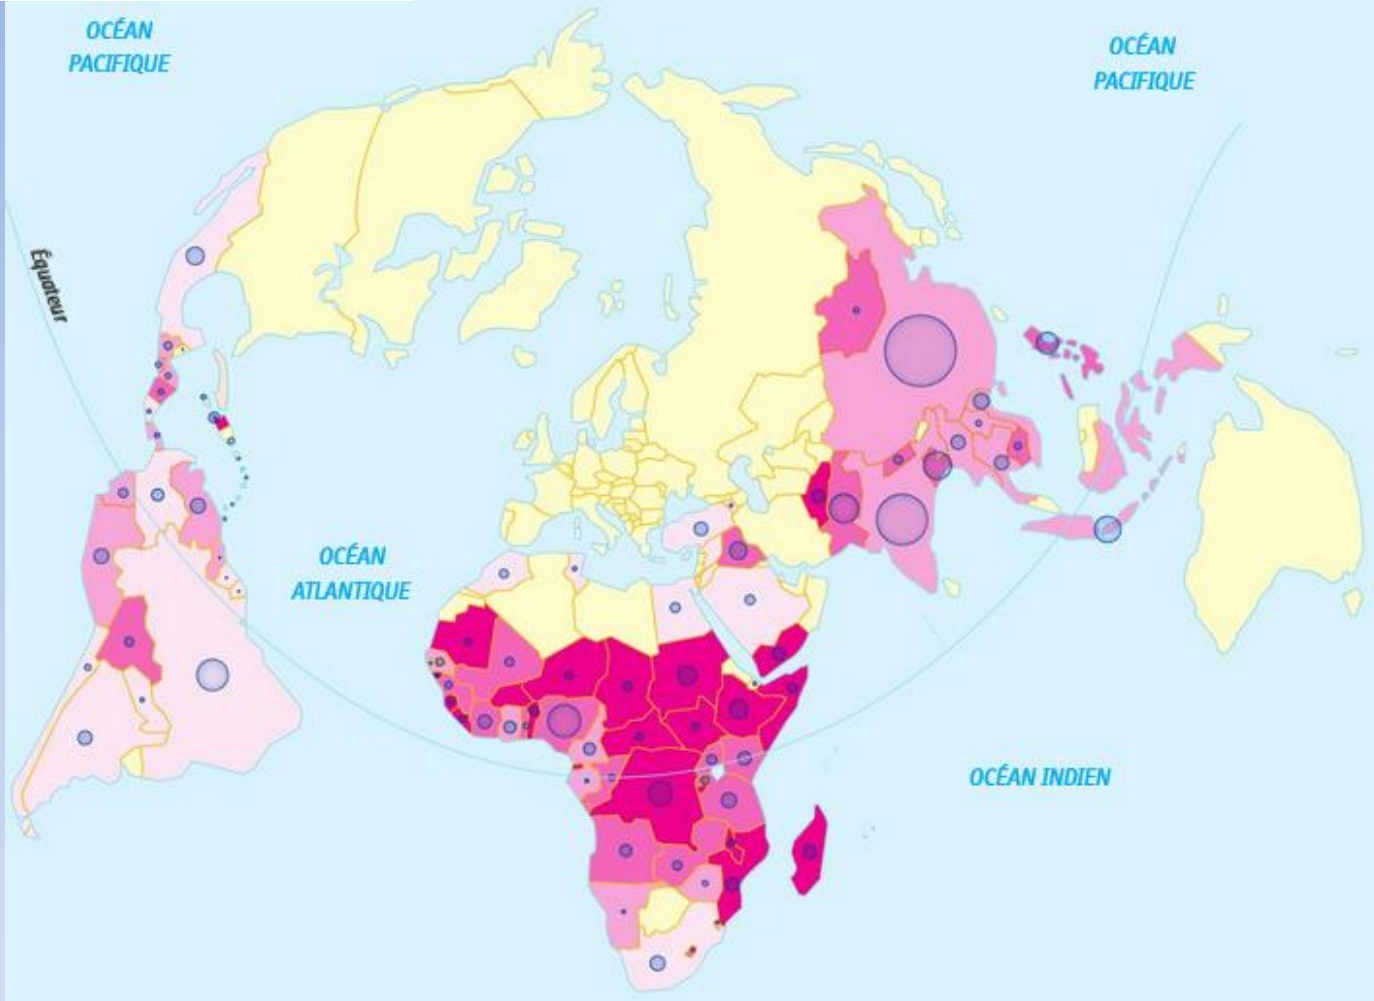 OCÉAN
PACIFIQUE
OCÉAN
PACIFIQUE
Équateur
OCÉAN
ATLANTIQUE
OCÉAN INDIEN